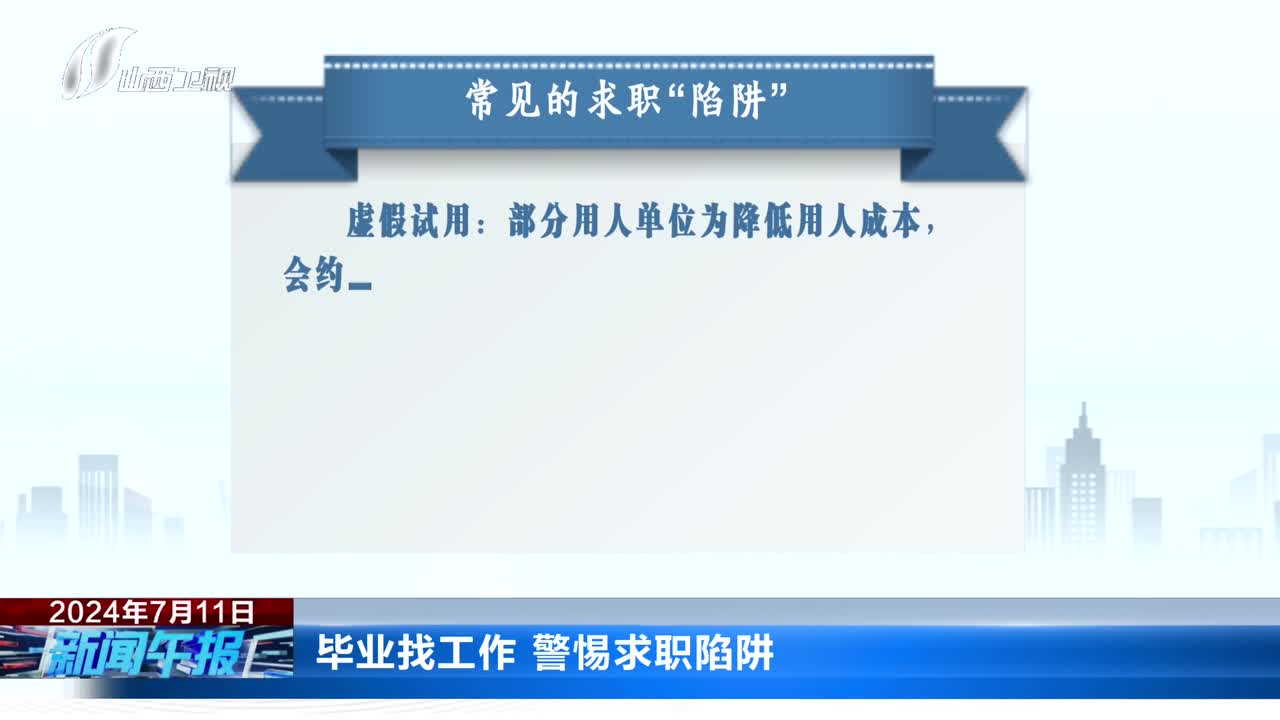 山西卫视
常见的求职“陷阱”
虚假试用：部分用人单位为降低用人成本，
会约
2024年7月11日
新闻午报
毕业找工作 警惕求职陷阱